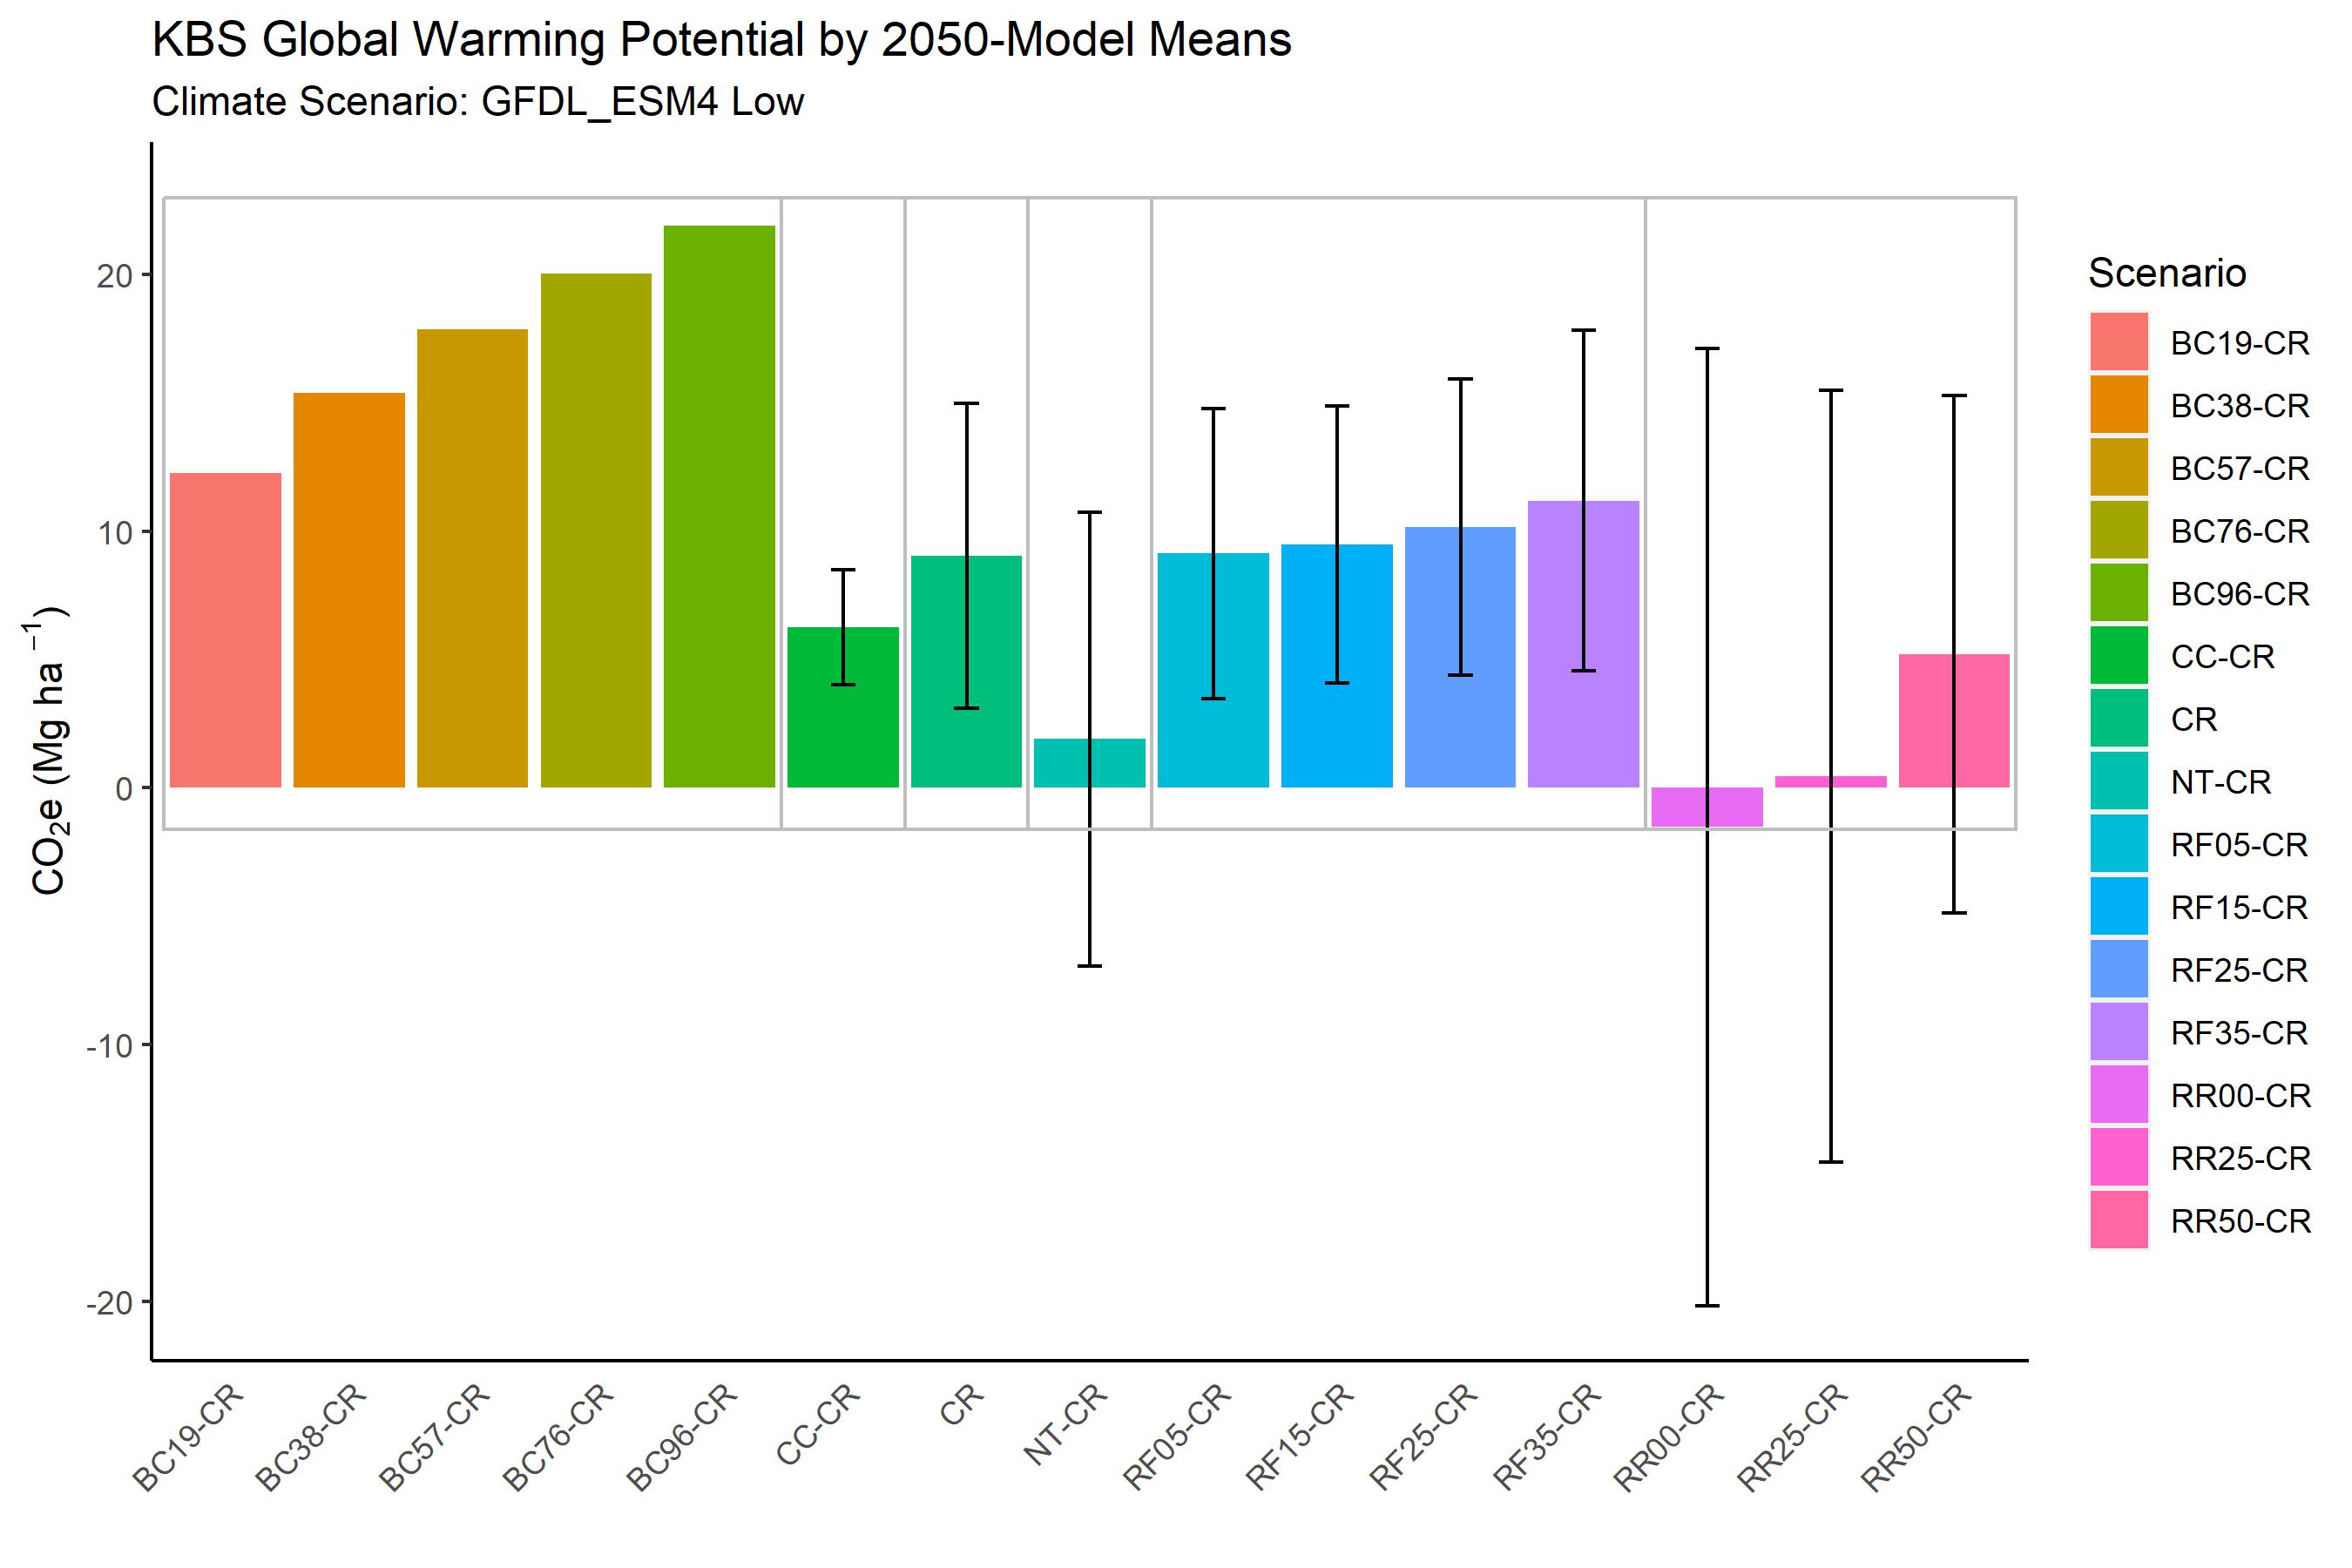 KBS Global Warming Potential by 2050-Model Means
Climate Scenario: GFDL_ESM4 Low
CO₂e (Mg ha ⁻¹)
20
10
0
-10
-20
BC19-CR
BC38-CR
BC57-CR
BC76-CR
BC96-CR
CC-CR
CR
NT-CR
RF05-CR
RF15-CR
RF25-CR
RF35-CR
RR00-CR
RR25-CR
RR50-CR
Scenario
BC19-CR
BC38-CR
BC57-CR
BC76-CR
BC96-CR
CC-CR
CR
NT-CR
RF05-CR
RF15-CR
RF25-CR
RF35-CR
RR00-CR
RR25-CR
RR50-CR